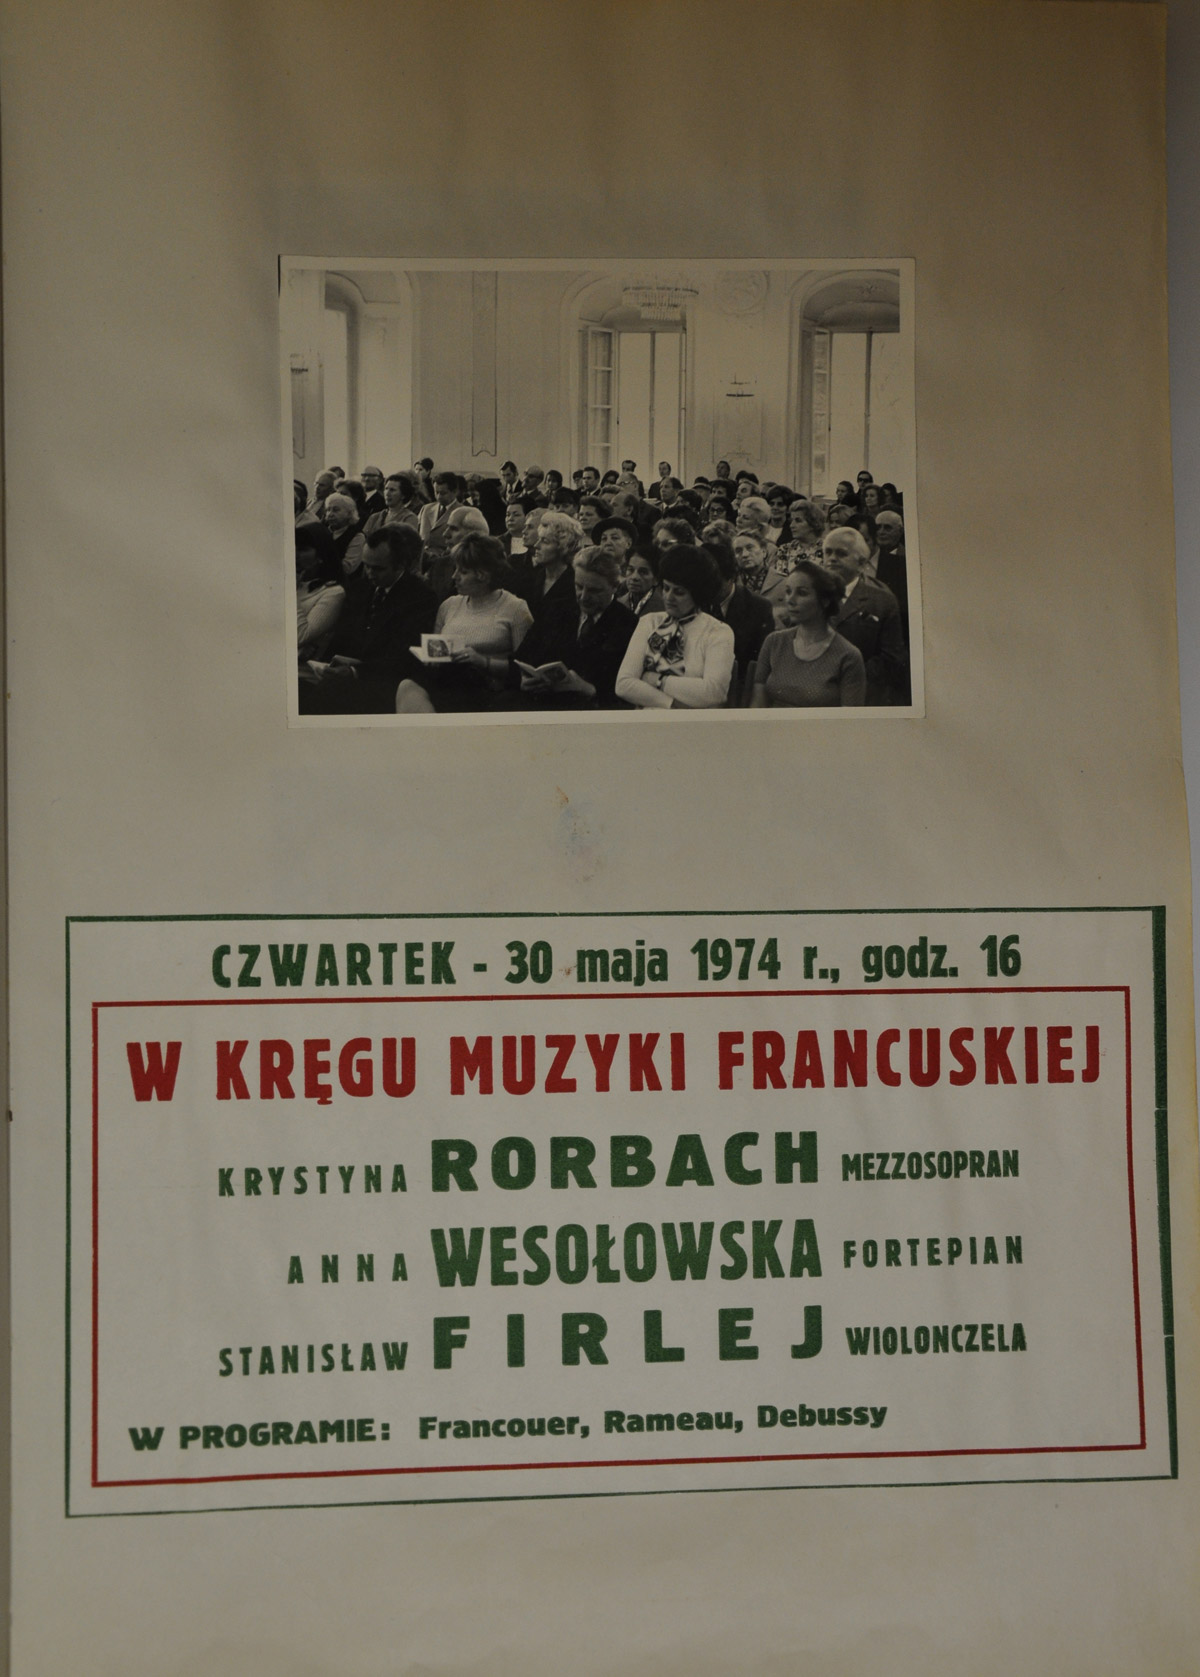 CZWARTEK - 30 maja 1974 r., godz. 16
W KRĘGU MUZYKI FRANCUSKIEJ
KRYSTYNA RORBACH MEZZOSOPRAN
ANNA WESOŁOWSKA FORTEPIAN
STANISŁAW FIRLEJ WIOLONCZELA
W PROGRAMIE: Francouer, Rameau, Debussy